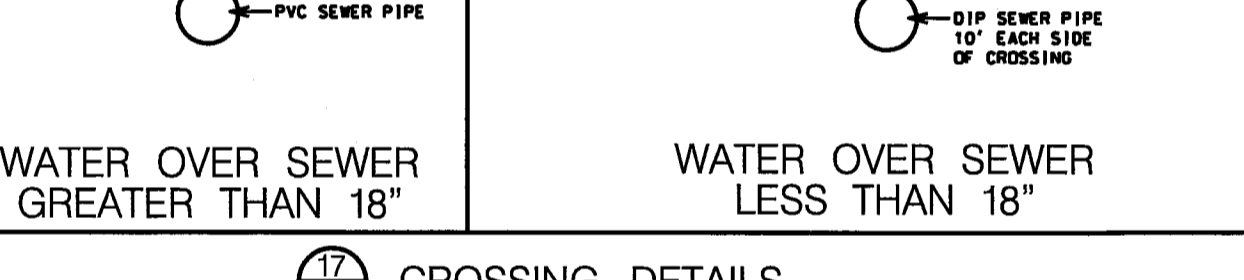 PVC SEWER PIPE
DIP SEWER PIPE
10' EACH SIDE
OF CROSSING
WATER OVER SEWER
GREATER THAN 18”
WATER OVER SEWER
LESS THAN 18”
17
CROSSING DETAILS